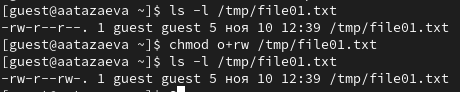 [guest@aatazaeva ~]$ ls -l /tmp/file01.txt
-rw-r--r--. 1 guest guest 5 ноя 10 12:39 /tmp/file01.txt
[guest@aatazaeva ~]$ chmod o+rw /tmp/file01.txt
[guest@aatazaeva ~]$ ls -l /tmp/file01.txt
-rw-r--rw-. 1 guest guest 5 ноя 10 12:39 /tmp/file01.txt